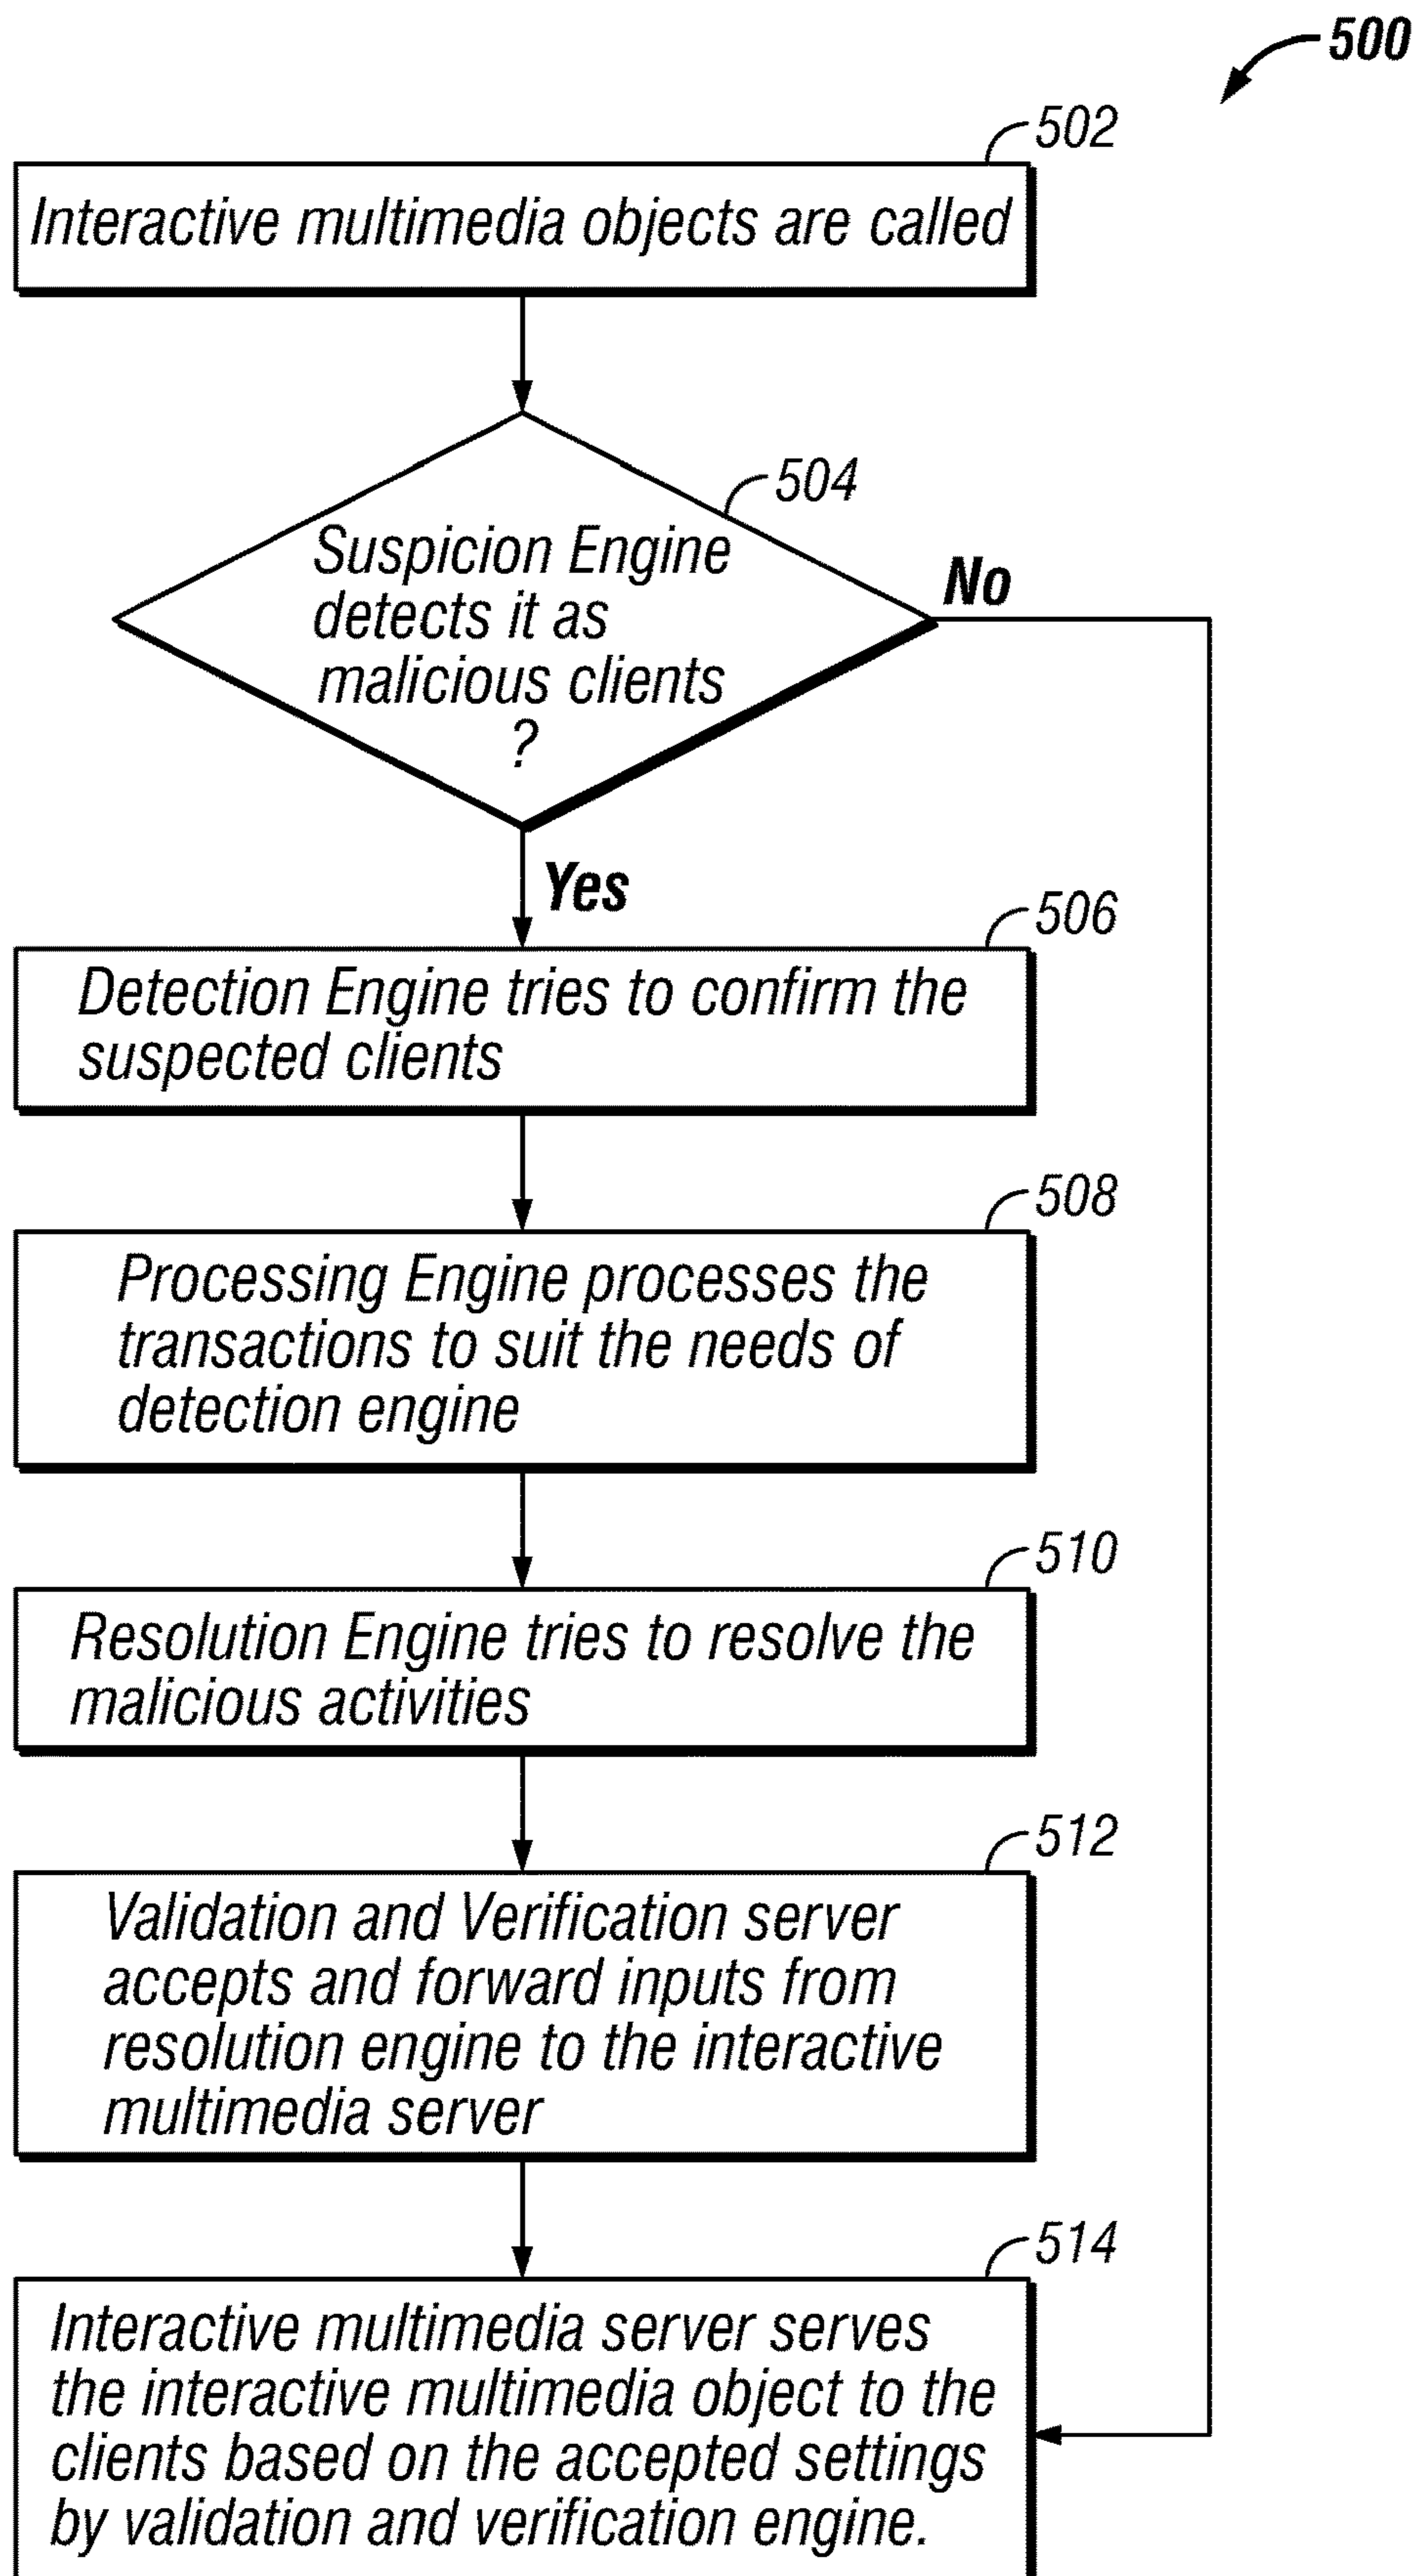 500
502
Interactive multimedia objects are called
504
Suspicion Engine
detects it as
malicious clients
?
No
Yes
506
Detection Engine tries to confirm the
suspected clients
508
Processing Engine processes the
transactions to suit the needs of
detection engine
510
Resolution Engine tries to resolve the
malicious activities
512
Validation and Verification server
accepts and forward inputs from
resolution engine to the interactive
multimedia server
514
Interactive multimedia server serves
the interactive multimedia object to the
clients based on the accepted settings
by validation and verification engine.